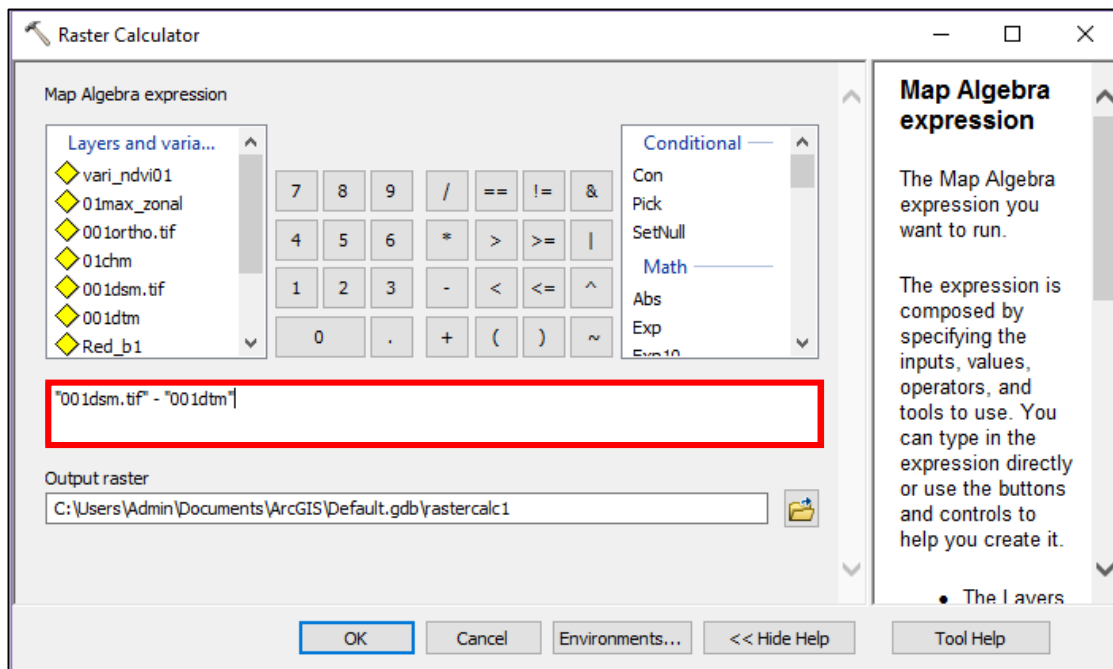 Raster Calculator
Map Algebra expression
Layers and varia...
vari_ndvi01
01max_zonal
001ortho.tif
01chm
001dsm.tif
001dtm
Red_b1
7 8 9 / == != &
4 5 6 * > >= |
1 2 3 - < <= ^
0 . + ( ) ~
Conditional
Con
Pick
SetNull
Math
Abs
Exp
Exp10
"001dsm.tif" - "001dtm"
Output raster
C:\Users\Admin\Documents\ArcGIS\Default.gdb\rastercalc1
OK Cancel Environments... << Hide Help Tool Help
Map Algebra
expression
The Map Algebra
expression you
want to run.
The expression is
composed by
specifying the
inputs, values,
operators, and
tools to use. You
can type in the
expression directly
or use the buttons
and controls to
help you create it.
• The Layers